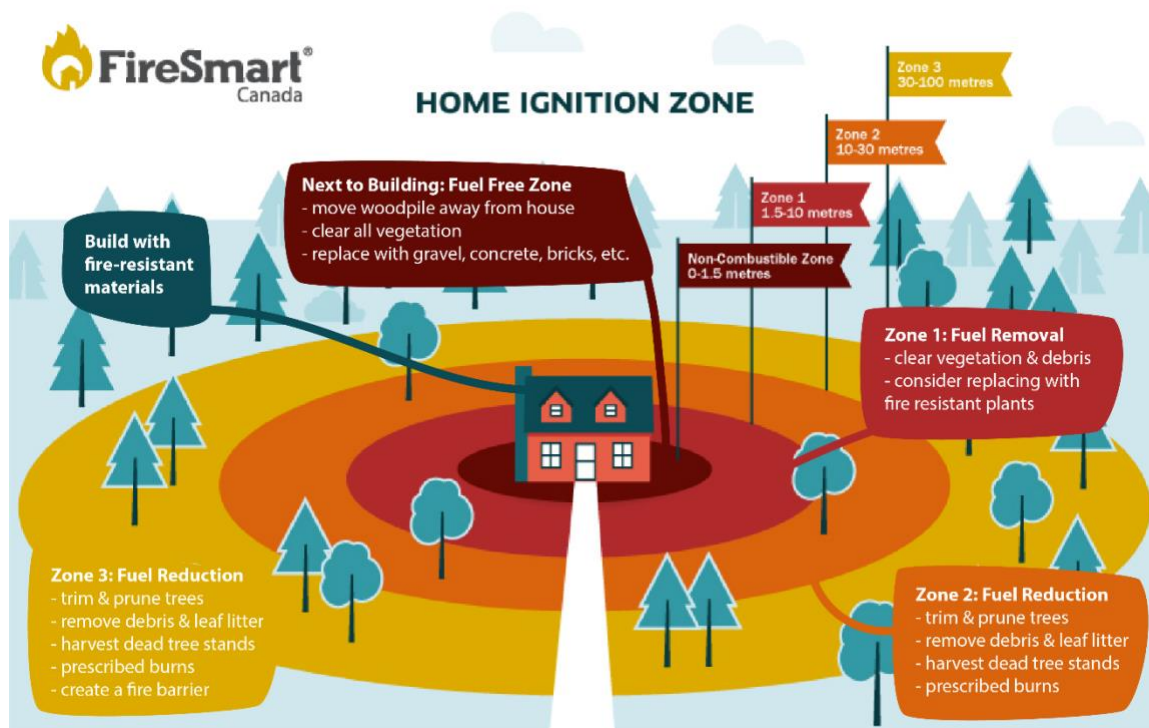 FireSmart®
Canada
HOME IGNITION ZONE
Zone 3
30-100 metres
Zone 2
10-30 metres
Zone 1
1.5-10 metres
Non-Combustible Zone
0-1.5 metres
Next to Building: Fuel Free Zone
- move woodpile away from house
- clear all vegetation
- replace with gravel, concrete, bricks, etc.
Build with
fire-resistant
materials
Zone 1: Fuel Removal
- clear vegetation & debris
- consider replacing with
fire resistant plants
Zone 3: Fuel Reduction
- trim & prune trees
- remove debris & leaf litter
- harvest dead tree stands
- prescribed burns
- create a fire barrier
Zone 2: Fuel Reduction
- trim & prune trees
- remove debris & leaf litter
- harvest dead tree stands
- prescribed burns